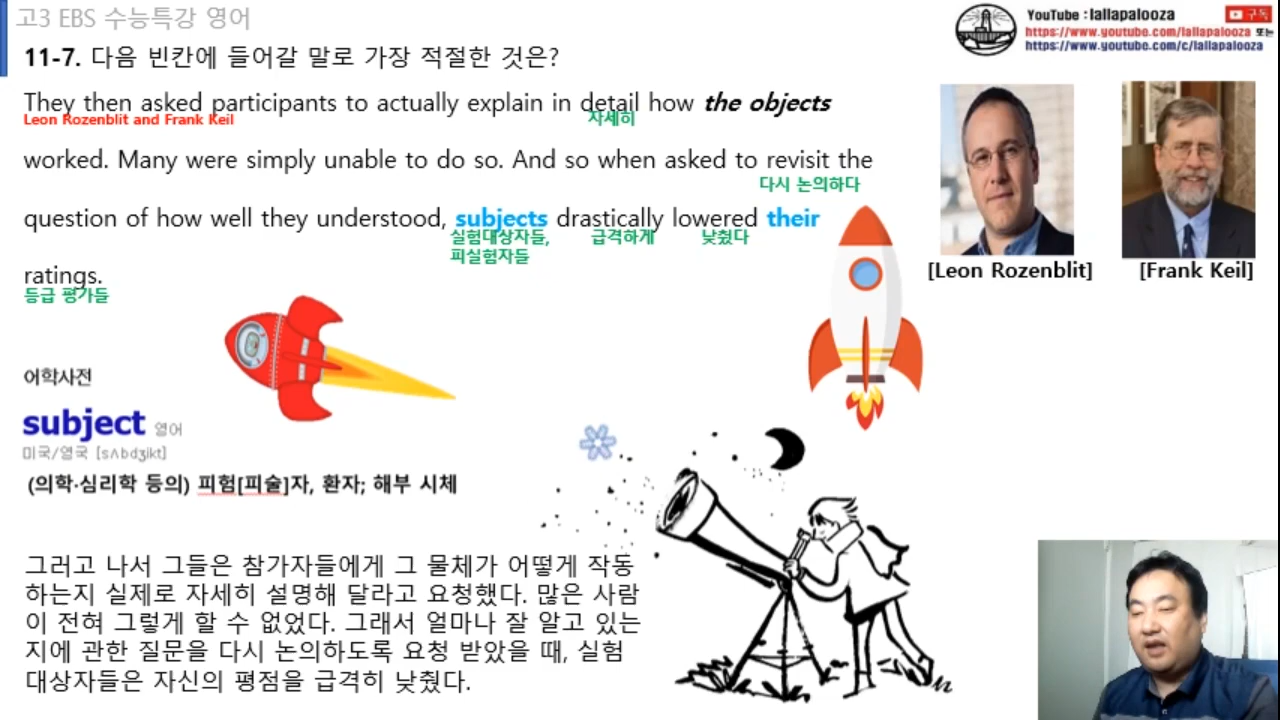 고3 EBS 수능특강 영어
YouTube : lallapalooza
구독
https://www.youtube.com/lallapalooza 또는
https://www.youtube.com/c/lallapalooza
11-7. 다음 빈칸에 들어갈 말로 가장 적절한 것은?
They then asked participants to actually explain in detail how the objects
Leon Rozenblit and Frank Keil
자세히
worked. Many were simply unable to do so. And so when asked to revisit the
다시 논의하다
question of how well they understood, subjects drastically lowered their
실험대상자들, 급격하게 낮췄다
피실험자들
ratings.
등급 평가들
[Leon Rozenblit] [Frank Keil]
어학사전
subject 영어
미국/영국 [sʌbdʒikt]
(의학·심리학 등의) 피험[피술]자, 환자; 해부 시체
그러고 나서 그들은 참가자들에게 그 물체가 어떻게 작동
하는지 실제로 자세히 설명해 달라고 요청했다. 많은 사람
이 전혀 그렇게 할 수 없었다. 그래서 얼마나 잘 알고 있는
지에 관한 질문을 다시 논의하도록 요청 받았을 때, 실험
대상자들은 자신의 평점을 급격히 낮췄다.